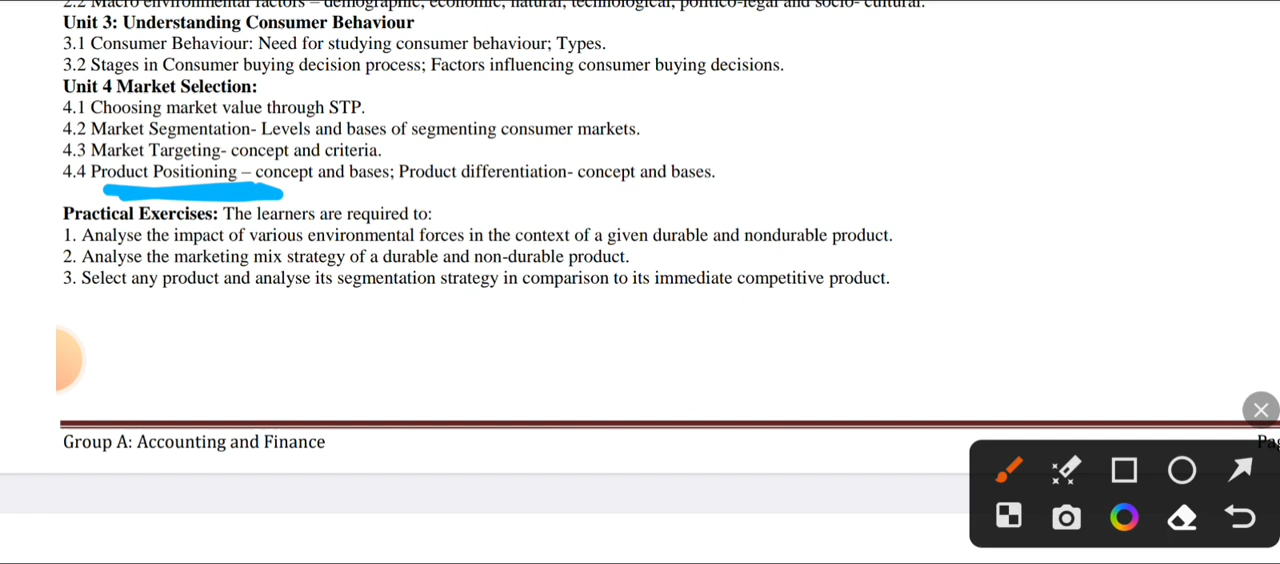 2.2 Macro environmental factors – demographic, economic, natural, technological, politico-legal and socio- cultural.
Unit 3: Understanding Consumer Behaviour
3.1 Consumer Behaviour: Need for studying consumer behaviour; Types.
3.2 Stages in Consumer buying decision process; Factors influencing consumer buying decisions.
Unit 4 Market Selection:
4.1 Choosing market value through STP.
4.2 Market Segmentation- Levels and bases of segmenting consumer markets.
4.3 Market Targeting- concept and criteria.
4.4 Product Positioning – concept and bases; Product differentiation- concept and bases.
Practical Exercises: The learners are required to:
1. Analyse the impact of various environmental forces in the context of a given durable and nondurable product.
2. Analyse the marketing mix strategy of a durable and non-durable product.
3. Select any product and analyse its segmentation strategy in comparison to its immediate competitive product.
Group A: Accounting and Finance